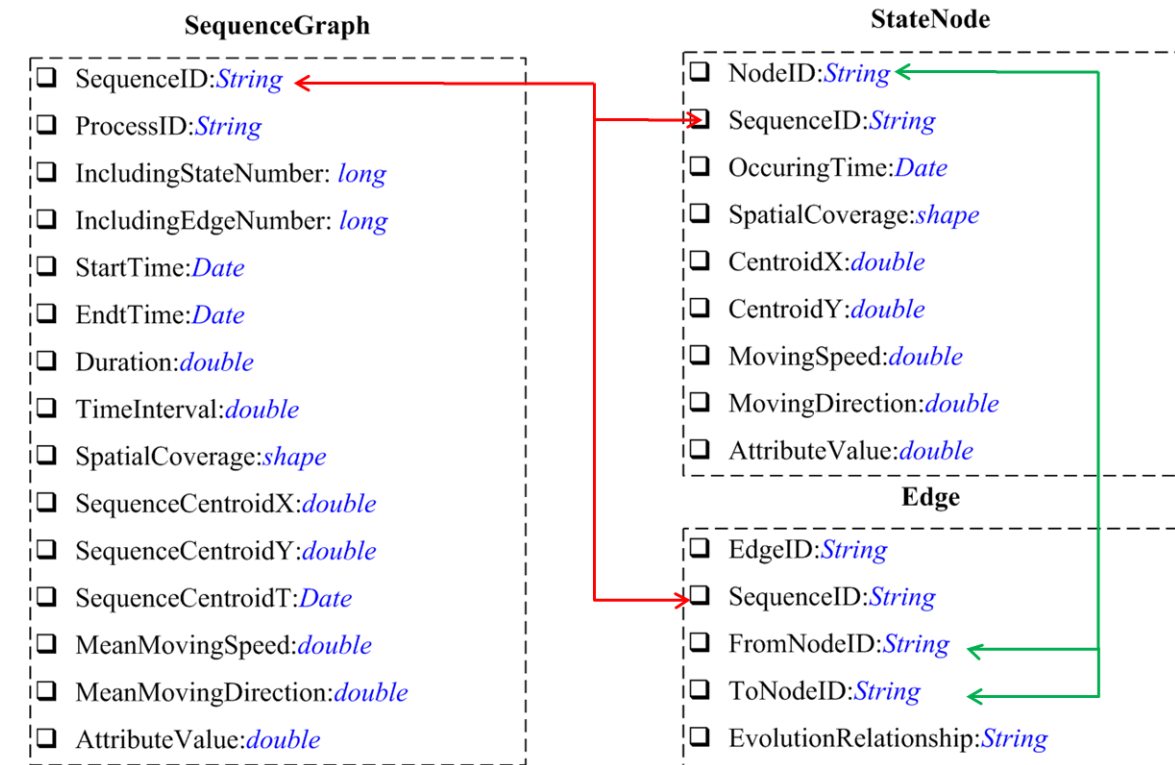 SequenceGraph
SequenceID:String
ProcessID:String
IncludingStateNumber: long
IncludingEdgeNumber: long
StartTime:Date
EndtTime:Date
Duration:double
TimeInterval:double
SpatialCoverage:shape
SequenceCentroidX:double
SequenceCentroidY:double
SequenceCentroidT:Date
MeanMovingSpeed:double
MeanMovingDirection:double
AttributeValue:double
StateNode
NodeID:String
SequenceID:String
OccuringTime:Date
SpatialCoverage:shape
CentroidX:double
CentroidY:double
MovingSpeed:double
MovingDirection:double
AttributeValue:double
Edge
EdgeID:String
SequenceID:String
FromNodeID:String
ToNodeID:String
EvolutionRelationship:String